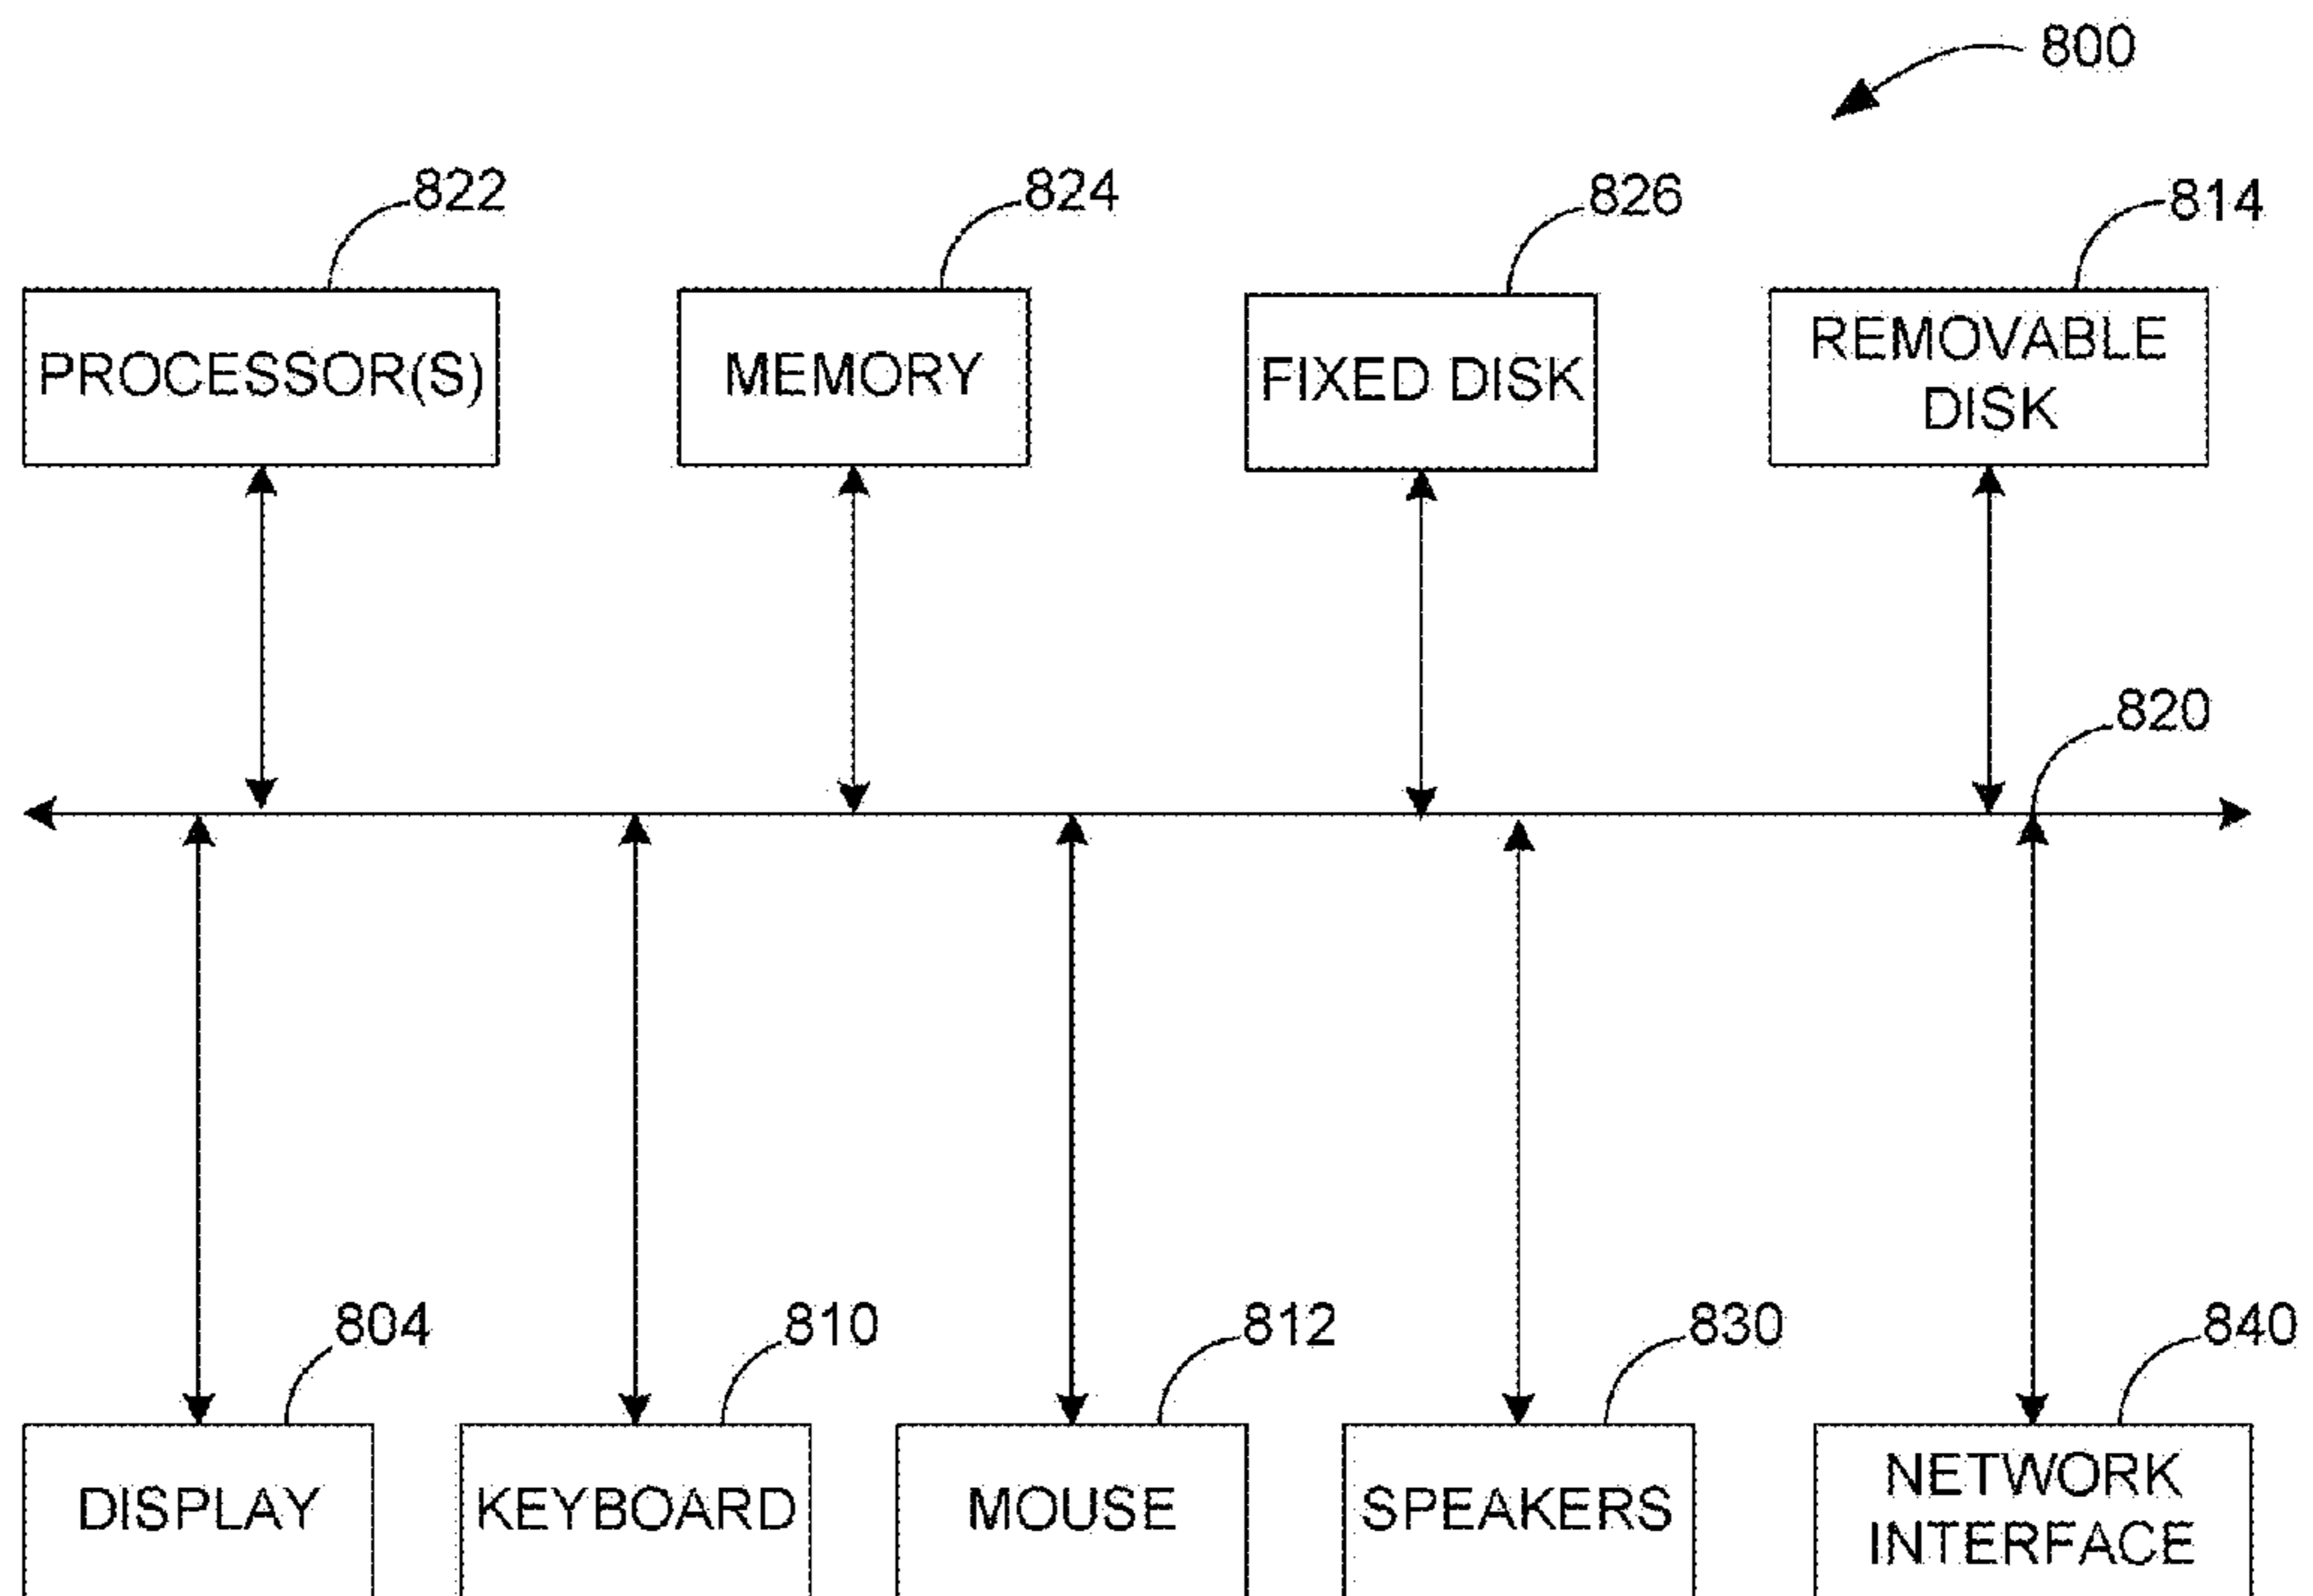 800
822
824
826
814
PROCESSOR(S)
MEMORY
FIXED DISK
REMOVABLE
DISK
820
804
810
812
830
840
DISPLAY
KEYBOARD
MOUSE
SPEAKERS
NETWORK
INTERFACE